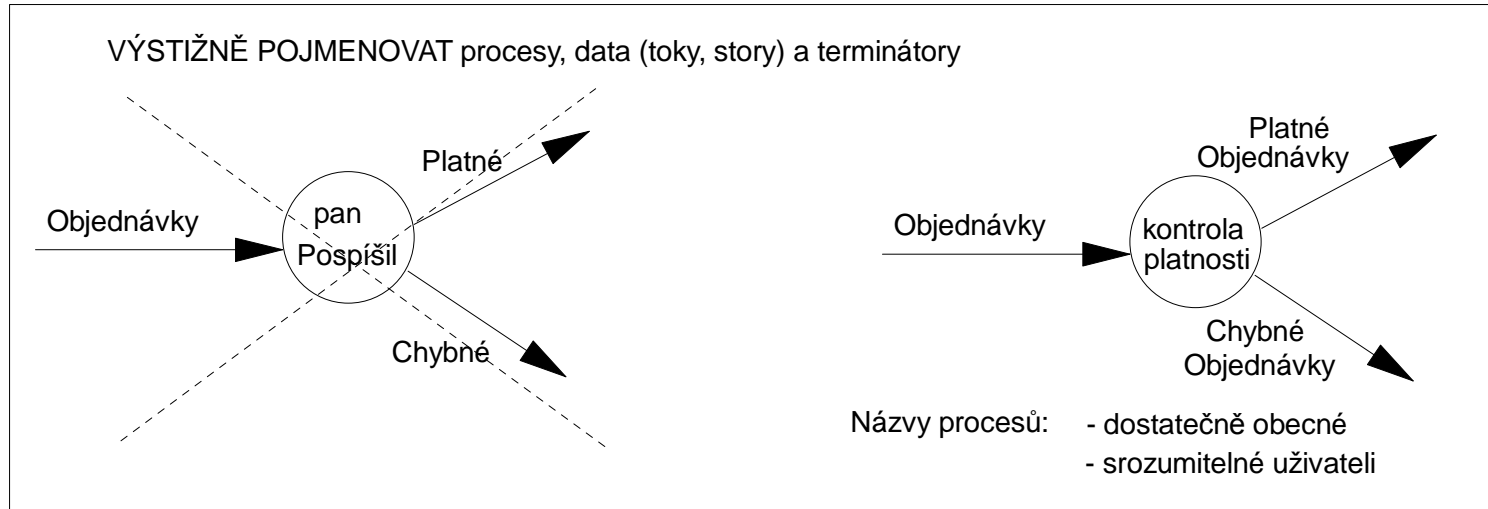 VÝSTIŽNĚ POJMENOVAT procesy, data (toky, story) a terminátory
Objednávky
pan
Pospíšil
Platné
Chybné
Objednávky
kontrola
platnosti
Platné
Objednávky
Chybné
Objednávky
Názvy procesů: - dostatečně obecné
- srozumitelné uživateli